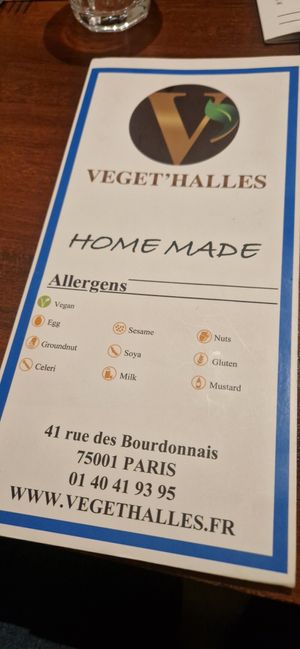 V
VEGET'HALLES
HOME MADE
Allergens
Vegan
Egg
Sesame
Nuts
Groundnut
Soya
Gluten
Celeri
Milk
Mustard
41 rue des Bourdonnais
75001 PARIS
01 40 41 93 95
WWW.VEGETHALLES.FR